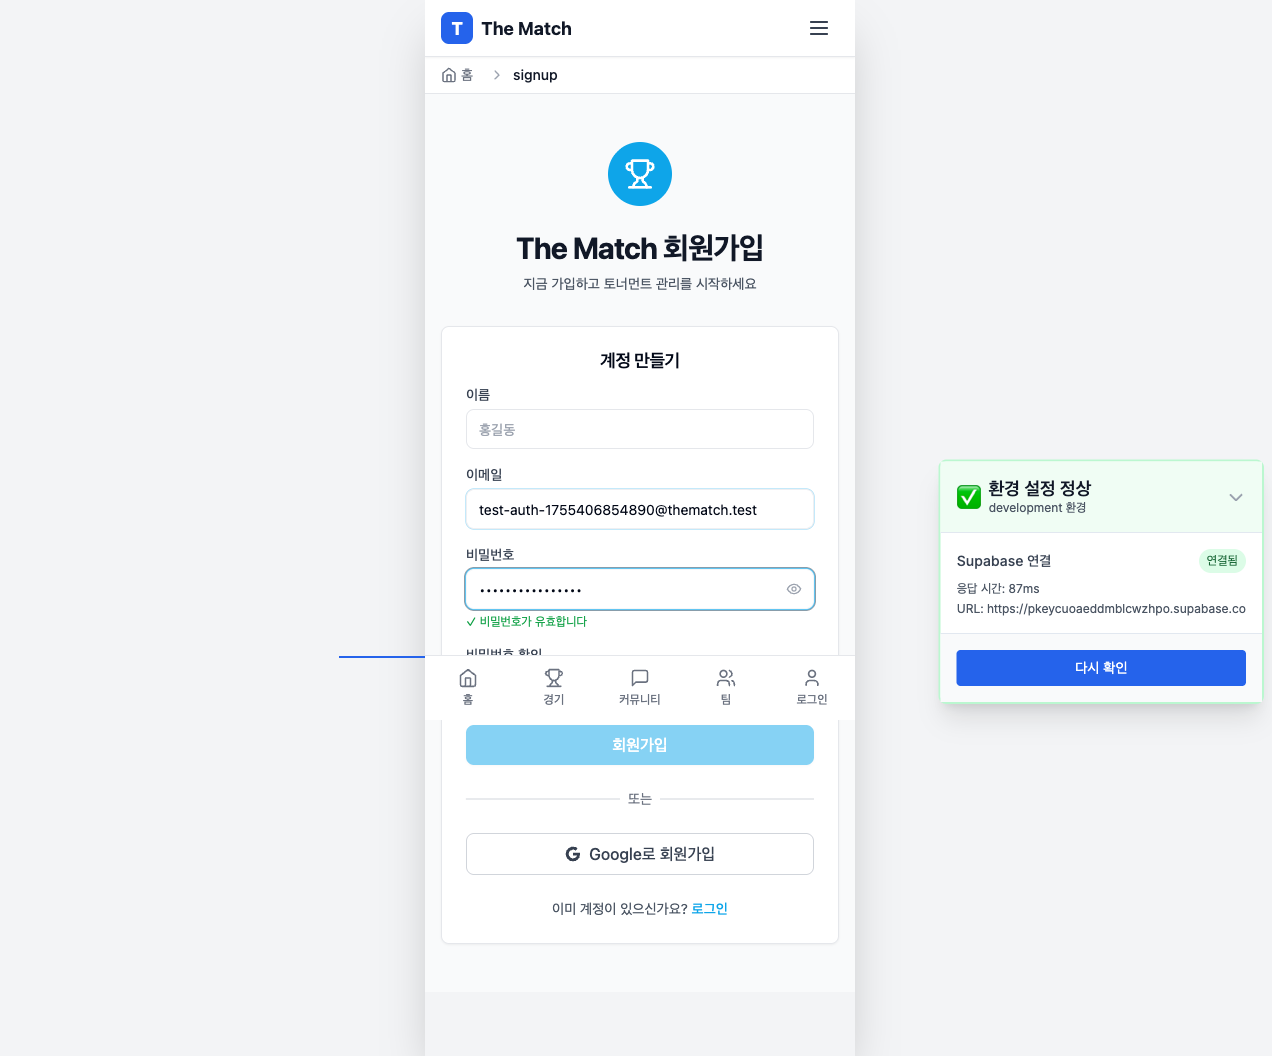 T The Match
홈 signup
The Match 회원가입
지금 가입하고 토너먼트 관리를 시작하세요
계정 만들기
이름
홍길동
이메일
test-auth-1755406854890@thematch.test
비밀번호
••••••••••••••••
✓ 비밀번호가 유효합니다
비밀번호 확인
홈 경기 커뮤니티 팀 로그인
회원가입
또는
G Google로 회원가입
이미 계정이 있으신가요? 로그인
환경 설정 정상
development 환경
Supabase 연결 연결됨
응답 시간: 87ms
URL: https://pkeycuoaeddmblcwzhpo.supabase.co
다시 확인